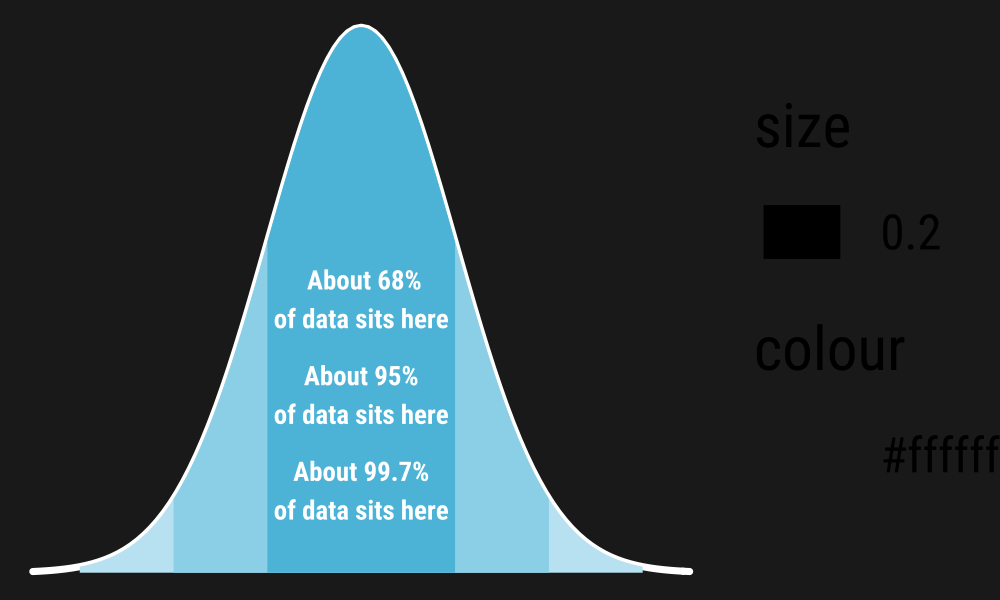 About 68%
of data sits here
About 95%
of data sits here
About 99.7%
of data sits here
size
0.2
colour
#ffffff